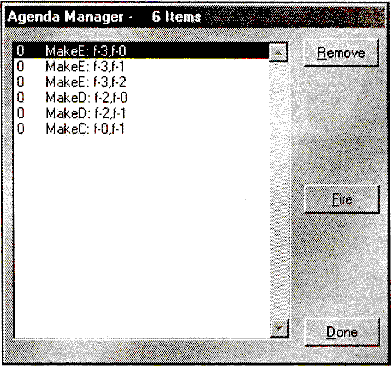 Agenda Manager - 6 Items
0 MakeE: f-3,f-0
0 MakeE: f-3,f-1
0 MakeE: f-3,f-2
0 MakeD: f-2,f-0
0 MakeD: f-2,f-1
0 MakeC: f-0,f-1
Remove
Fire
Done